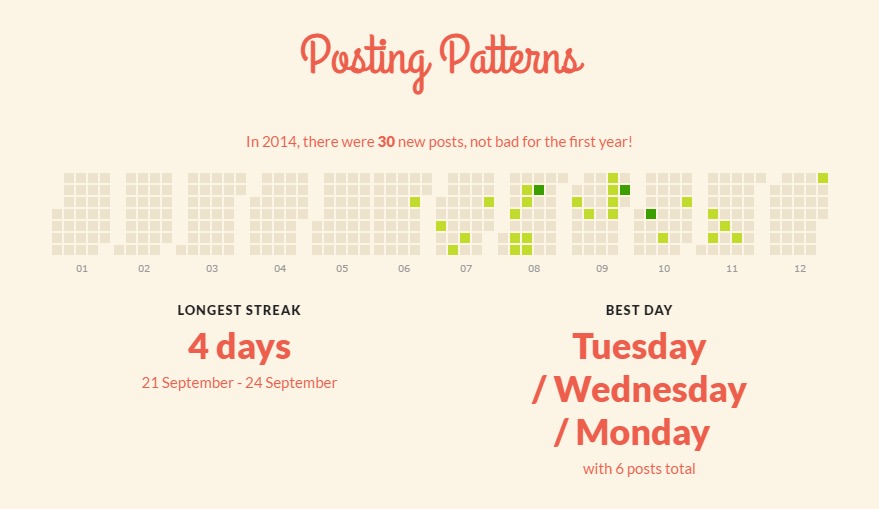 Posting Patterns
In 2014, there were 30 new posts, not bad for the first year!
01 02 03 04 05 06 07 08 09 10 11 12
LONGEST STREAK
4 days
21 September - 24 September
BEST DAY
Tuesday
/ Wednesday
/ Monday
with 6 posts total